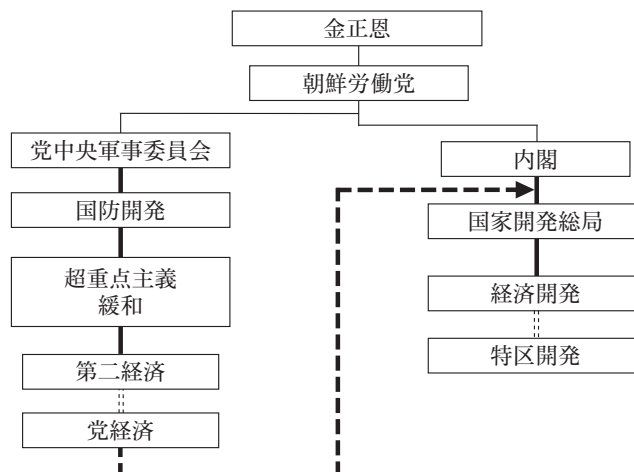 金正恩
朝鮮労働党
党中央軍事委員会
国防開発
超重点主義
緩和
第二経済
党経済
内閣
国家開発総局
経済開発
特区開発